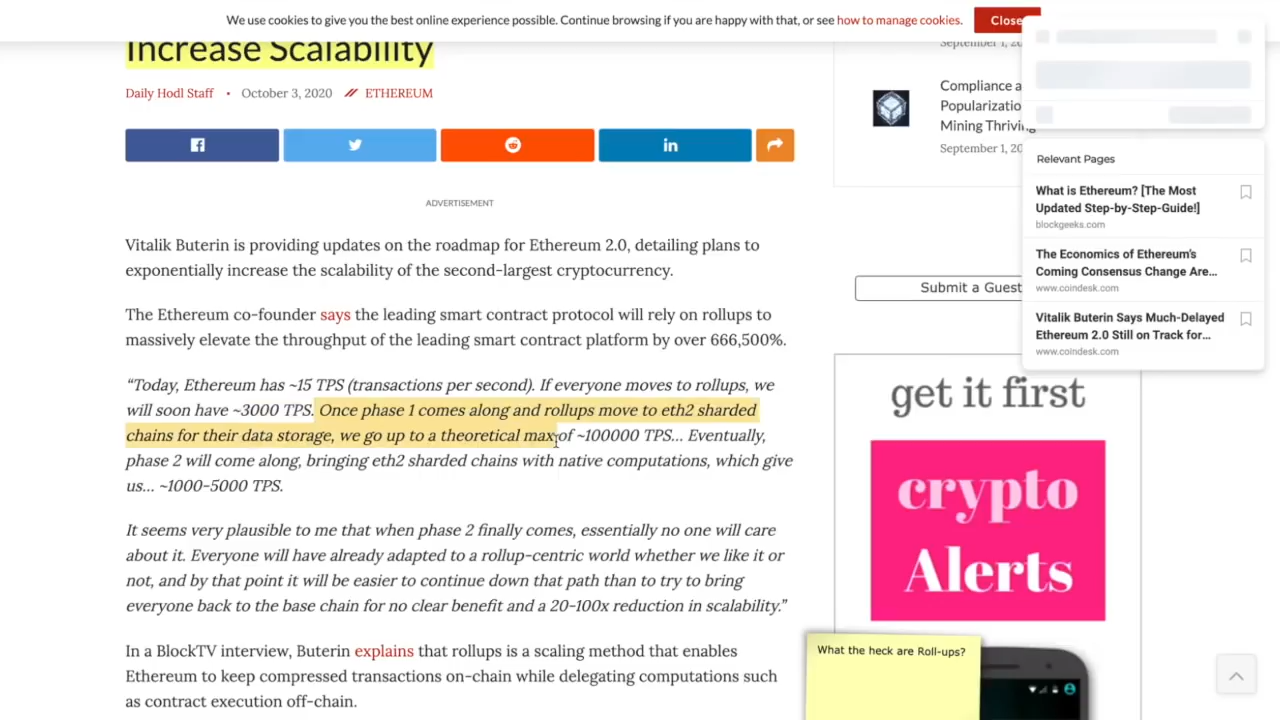 We use cookies to give you the best online experience possible. Continue browsing if you are happy with that, or see how to manage cookies.
Close
Increase Scalability
Daily Hodl Staff • October 3, 2020 // ETHEREUM
ADVERTISEMENT
Vitalik Buterin is providing updates on the roadmap for Ethereum 2.0, detailing plans to
exponentially increase the scalability of the second-largest cryptocurrency.
The Ethereum co-founder says the leading smart contract protocol will rely on rollups to
massively elevate the throughput of the leading smart contract platform by over 666,500%.
“Today, Ethereum has ~15 TPS (transactions per second). If everyone moves to rollups, we
will soon have ~3000 TPS. Once phase 1 comes along and rollups move to eth2 sharded
chains for their data storage, we go up to a theoretical max of ~100000 TPS… Eventually,
phase 2 will come along, bringing eth2 sharded chains with native computations, which give
us… ~1000-5000 TPS.
It seems very plausible to me that when phase 2 finally comes, essentially no one will care
about it. Everyone will have already adapted to a rollup-centric world whether we like it or
not, and by that point it will be easier to continue down that path than to try to bring
everyone back to the base chain for no clear benefit and a 20-100x reduction in scalability.”
In a BlockTV interview, Buterin explains that rollups is a scaling method that enables
Ethereum to keep compressed transactions on-chain while delegating computations such
as contract execution off-chain.
September 1,
Compliance a
Popularizatio
Mining Thriving
September 1,
Submit a Guest
get it first
crypto
Alerts
What the heck are Roll-ups?
Relevant Pages
What is Ethereum? [The Most
Updated Step-by-Step-Guide!]
blockgeeks.com
The Economics of Ethereum’s
Coming Consensus Change Are...
www.coindesk.com
Vitalik Buterin Says Much-Delayed
Ethereum 2.0 Still on Track for...
www.coindesk.com